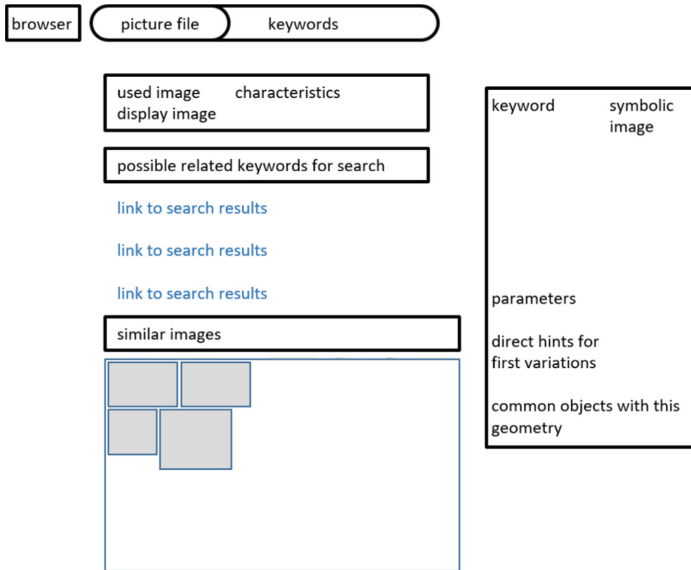 browser picture file keywords
used image characteristics
display image
possible related keywords for search
link to search results
link to search results
link to search results
similar images
keyword symbolic
image
parameters
direct hints for
first variations
common objects with this
geometry